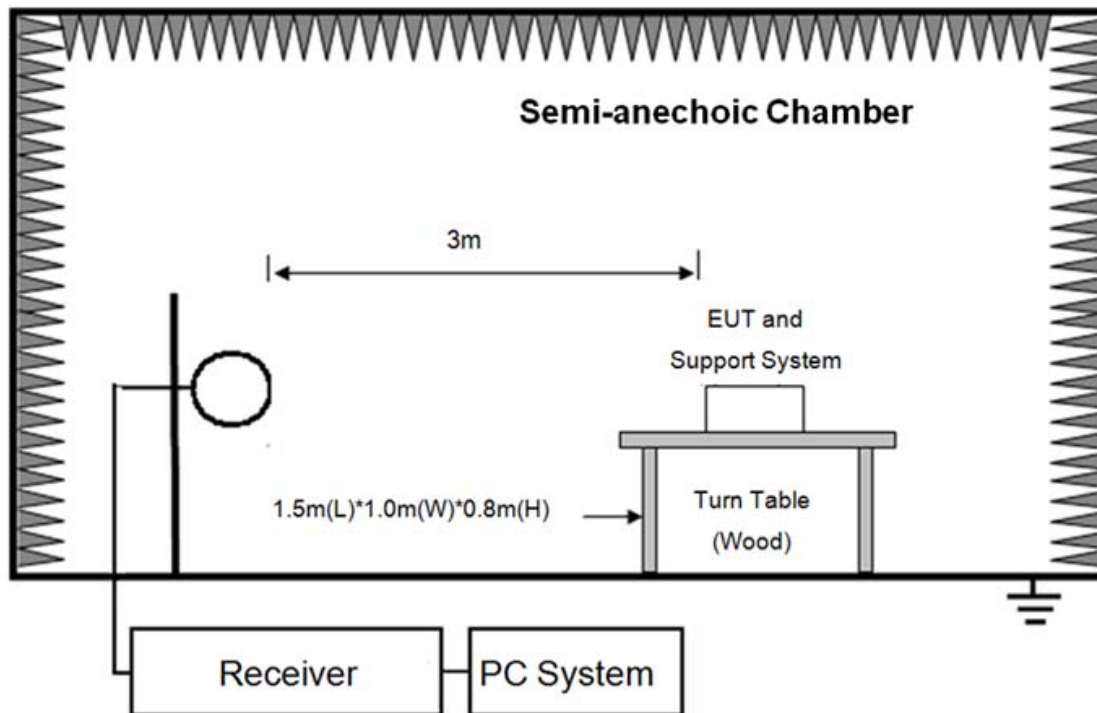 Semi-anechoic Chamber
3m
EUT and
Support System
1.5m(L)*1.0m(W)*0.8m(H)
Turn Table
(Wood)
Receiver
PC System